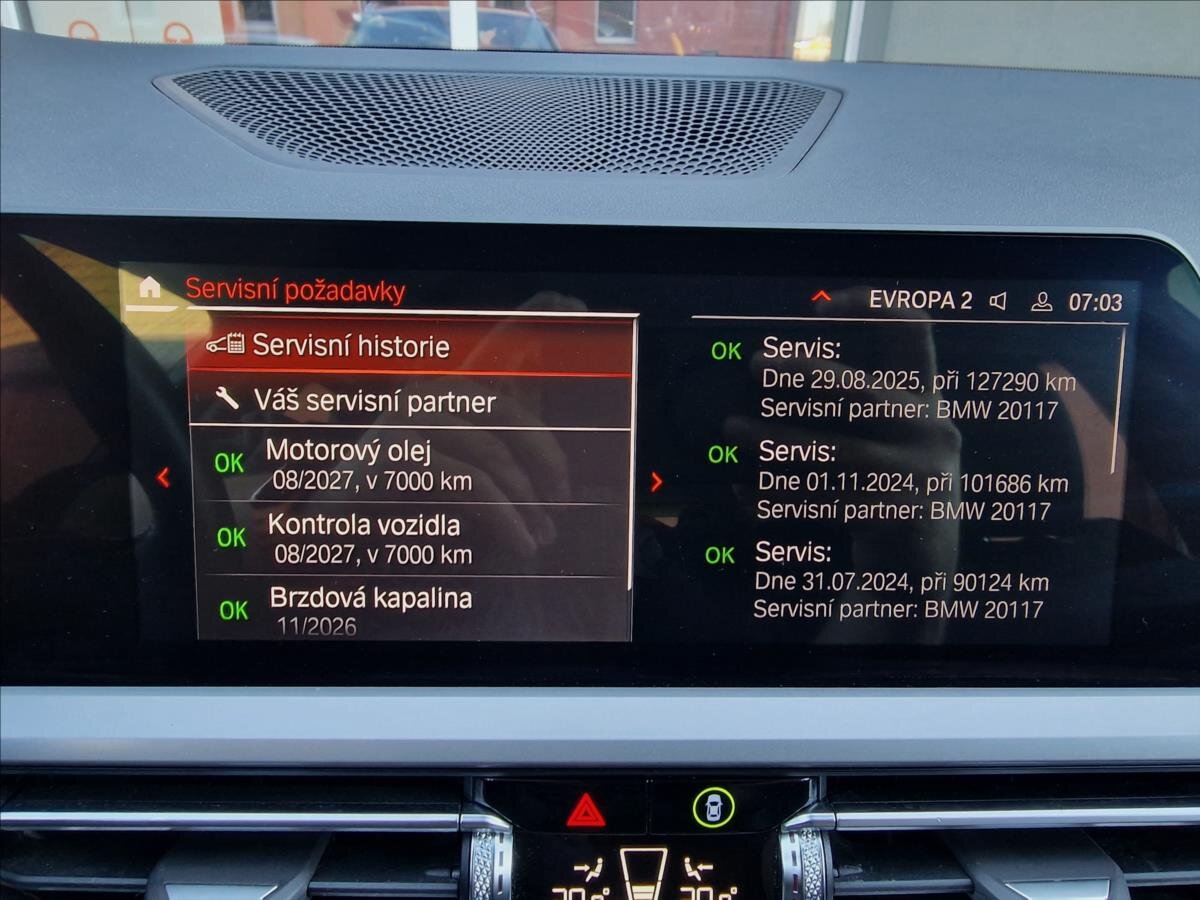 Servisní požadavky
EVROPA 2
07:03
Servisní historie
Váš servisní partner
OK
Motorový olej
08/2027, v 7000 km
OK
Kontrola vozidla
08/2027, v 7000 km
OK
Brzdová kapalina
11/2026
OK
Servis:
Dne 29.08.2025, při 127290 km
Servisní partner: BMW 20117
OK
Servis:
Dne 01.11.2024, při 101686 km
Servisní partner: BMW 20117
OK
Servis:
Dne 31.07.2024, při 90124 km
Servisní partner: BMW 20117